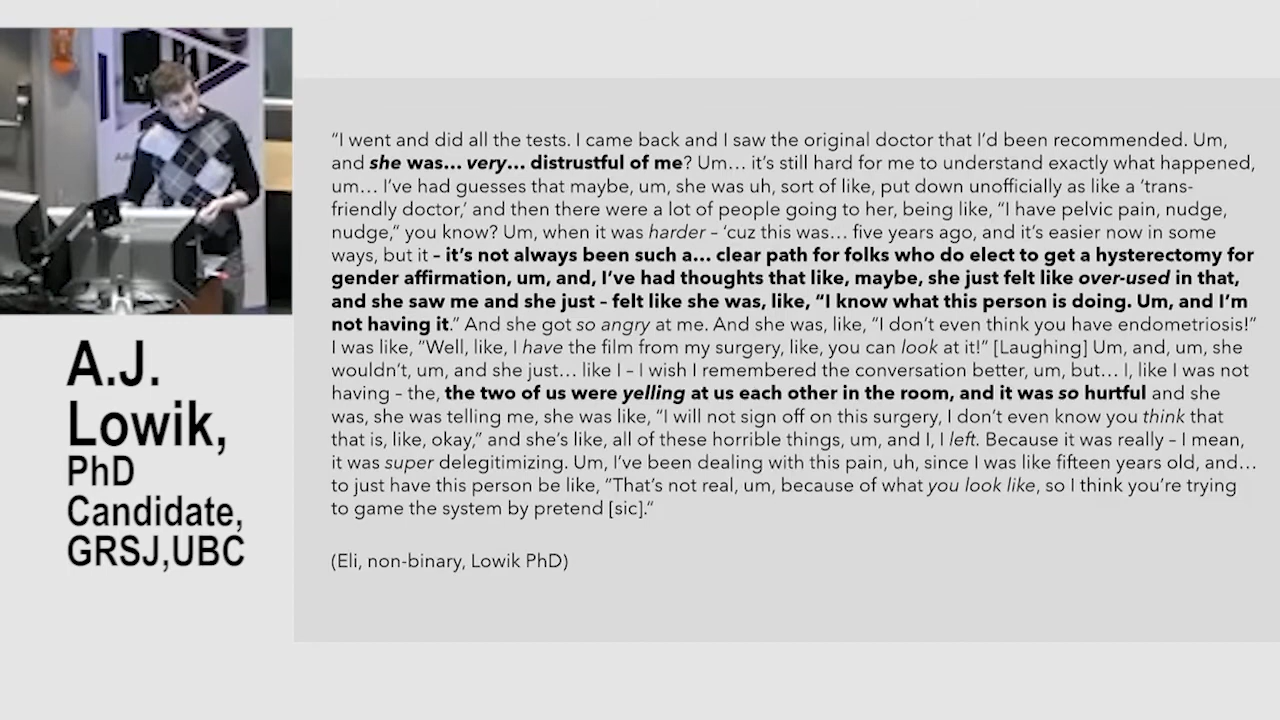 A.J.
Lowik,
PhD
Candidate,
GRSJ,UBC
“I went and did all the tests. I came back and I saw the original doctor that I’d been recommended. Um,
and she was… very… distrustful of me? Um… it’s still hard for me to understand exactly what happened,
um… I’ve had guesses that maybe, um, she was uh, sort of like, put down unofficially as like a ‘trans-
friendly doctor,’ and then there were a lot of people going to her, being like, “I have pelvic pain, nudge,
nudge,” you know? Um, when it was harder – ‘cuz this was… five years ago, and it’s easier now in some
ways, but it – it’s not always been such a… clear path for folks who do elect to get a hysterectomy for
gender affirmation, um, and, I’ve had thoughts that like, maybe, she just felt like over-used in that,
and she saw me and she just – felt like she was, like, “I know what this person is doing. Um, and I’m
not having it.” And she got so angry at me. And she was, like, “I don’t even think you have endometriosis!”
I was like, “Well, like, I have the film from my surgery, like, you can look at it!” [Laughing] Um, and, um, she
wouldn’t, um, and she just… like I – I wish I remembered the conversation better, um, but… I, like I was not
having – the, the two of us were yelling at us each other in the room, and it was so hurtful and she
was, she was telling me, she was like, “I will not sign off on this surgery, I don’t even know you think that
that is, like, okay,” and she’s like, all of these horrible things, um, and I, I left. Because it was really – I mean,
it was super delegitimizing. Um, I’ve been dealing with this pain, uh, since I was like fifteen years old, and…
to just have this person be like, “That’s not real, um, because of what you look like, so I think you’re trying
to game the system by pretend [sic].“
(Eli, non-binary, Lowik PhD)